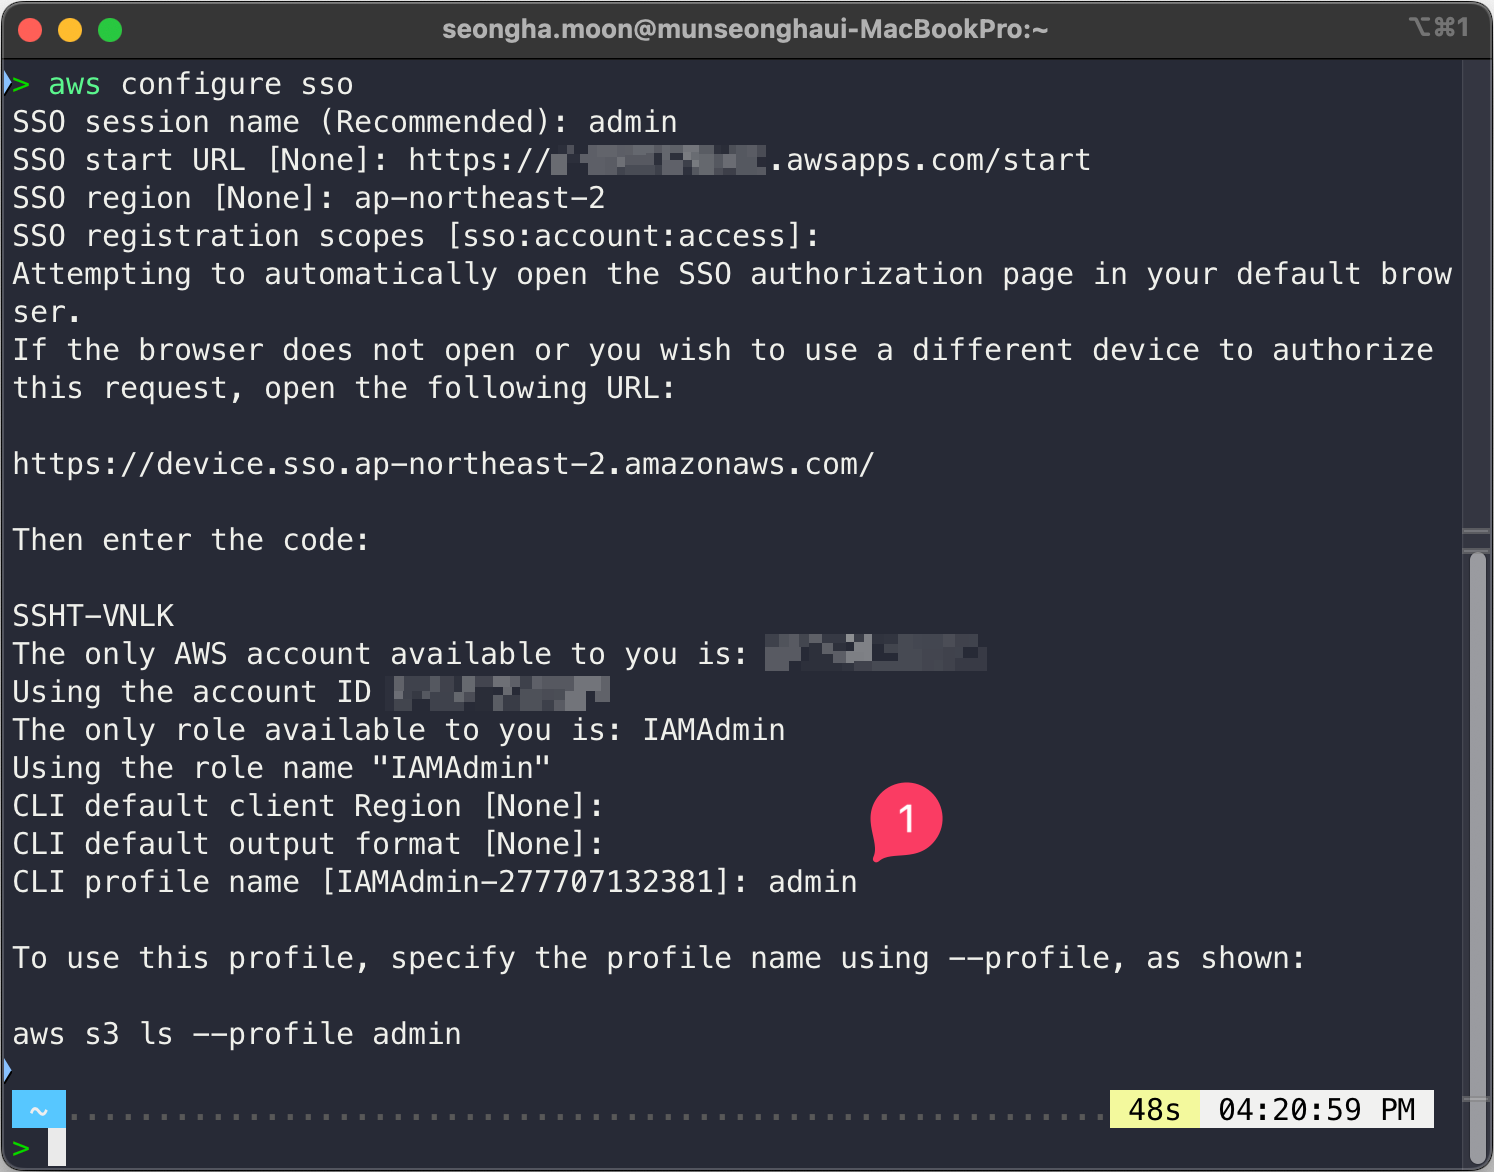 seongha.moon@munseonghaui-MacBookPro:~ ⌥⌘1
> aws configure sso
SSO session name (Recommended): admin
SSO start URL [None]: https:// .awsapps.com/start
SSO region [None]: ap-northeast-2
SSO registration scopes [sso:account:access]:
Attempting to automatically open the SSO authorization page in your default brow
ser.
If the browser does not open or you wish to use a different device to authorize
this request, open the following URL:
https://device.sso.ap-northeast-2.amazonaws.com/
Then enter the code:
SSHT-VNLK
The only AWS account available to you is:
Using the account ID
The only role available to you is: IAMAdmin
Using the role name "IAMAdmin"
CLI default client Region [None]:
1
CLI default output format [None]:
CLI profile name [IAMAdmin-277707132381]: admin
To use this profile, specify the profile name using --profile, as shown:
aws s3 ls --profile admin
~ 48s 04:20:59 PM
>